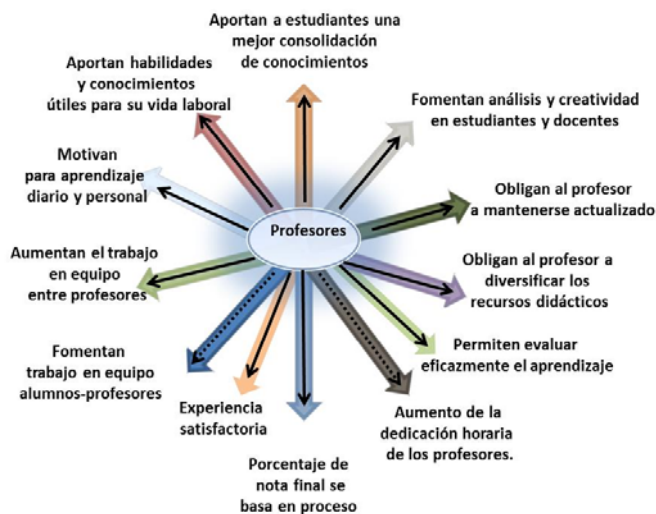 Aportan a estudiantes una
mejor consolidación
de conocimientos
Aportan habilidades
y conocimientos
útiles para su vida laboral
Fomentan análisis y creatividad
en estudiantes y docentes
Motivan
para aprendizaje
diario y personal
Obligan al profesor
a mantenerse actualizado
Profesores
Aumentan el trabajo
en equipo
entre profesores
Obligan al profesor a
diversificar los
recursos didácticos
Fomentan
trabajo en equipo
alumnos-profesores
Permiten evaluar
eficazmente el aprendizaje
Experiencia
satisfactoria
Aumento de la
dedicación horaria
de los profesores.
Porcentaje de
nota final se
basa en proceso